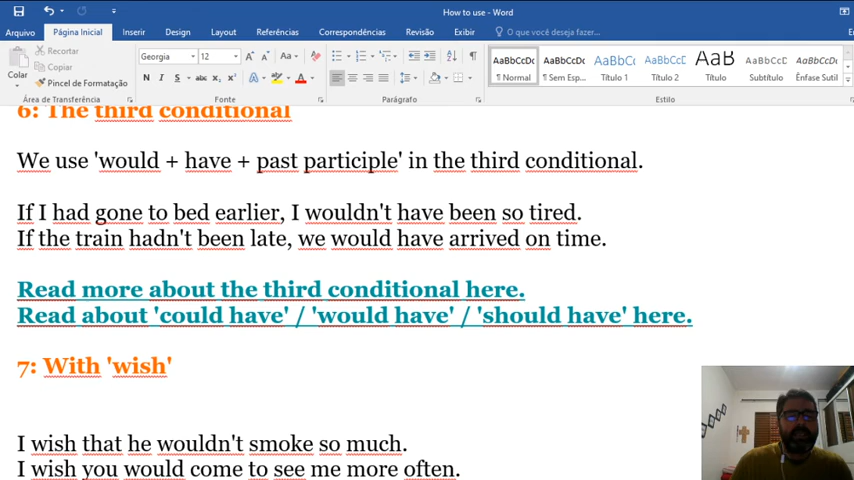 How to use - Word
Arquivo Página Inicial Inserir Design Layout Referências Correspondências Revisão Exibir O que você deseja fazer...
Colar
Recortar
Copiar
Pincel de Formatação
Área de Transferência
Georgia 12
A A Aa
N I S abc x₂ x² A A
Fonte
Parágrafo
AaBbCcDc AaBbCcDc AaBbCc AaBbCcC AaB AaBbCcD AaBbCcDc
¶ Normal ¶ Sem Esp... Título 1 Título 2 Título Subtítulo Ênfase Sutil
Estilo
6: The third conditional
We use 'would + have + past participle' in the third conditional.
If I had gone to bed earlier, I wouldn't have been so tired.
If the train hadn't been late, we would have arrived on time.
Read more about the third conditional here.
Read about 'could have' / 'would have' / 'should have' here.
7: With 'wish'
I wish that he wouldn't smoke so much.
I wish you would come to see me more often.